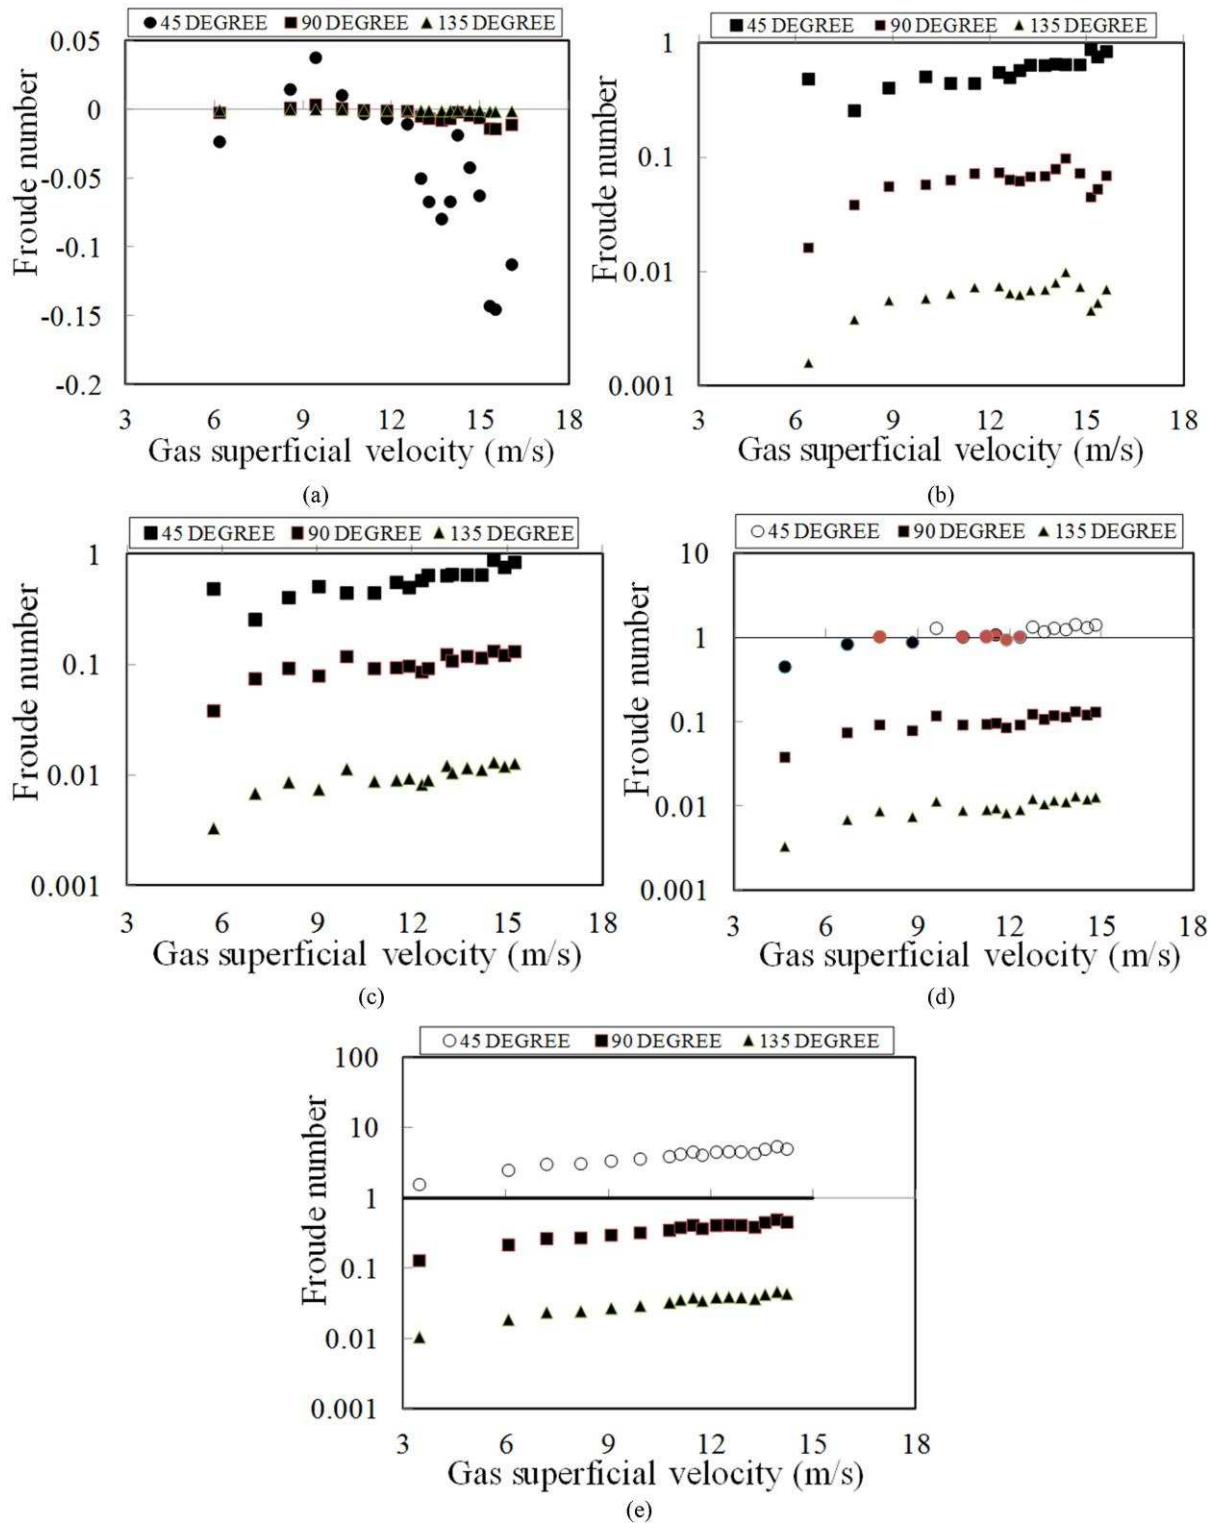 45 DEGREE 90 DEGREE 135 DEGREE
0.05
0
-0.05
-0.1
-0.15
-0.2
Froude number
3 6 9 12 15 18
Gas superficial velocity (m/s)
(a)
45 DEGREE 90 DEGREE 135 DEGREE
1
0.1
0.01
0.001
Froude number
3 6 9 12 15 18
Gas superficial velocity (m/s)
(b)
45 DEGREE 90 DEGREE 135 DEGREE
1
0.1
0.01
0.001
Froude number
3 6 9 12 15 18
Gas superficial velocity (m/s)
(c)
45 DEGREE 90 DEGREE 135 DEGREE
10
1
0.1
0.01
0.001
Froude number
3 6 9 12 15 18
Gas superficial velocity (m/s)
(d)
45 DEGREE 90 DEGREE 135 DEGREE
100
10
1
0.1
0.01
0.001
Froude number
3 6 9 12 15 18
Gas superficial velocity (m/s)
(e)